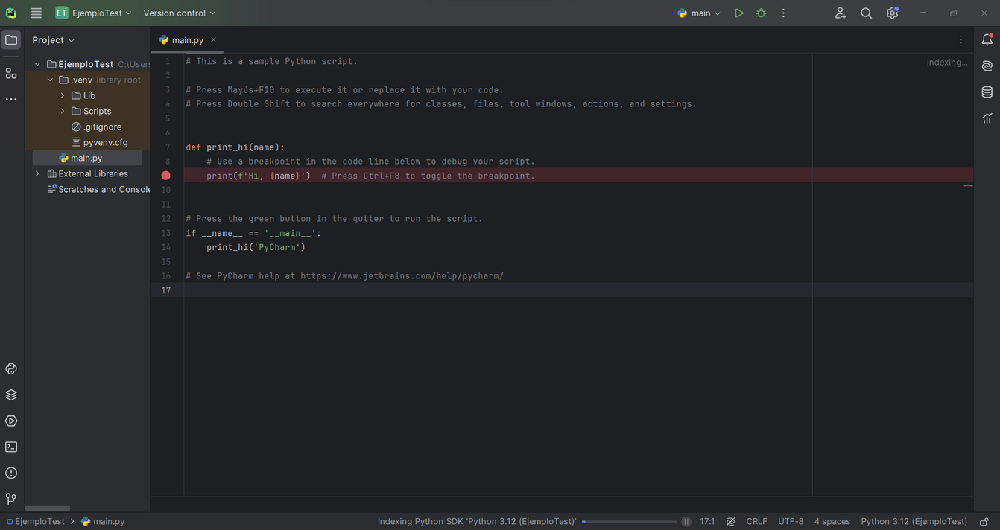 ET EjemploTest Version control main
Project
main.py
EjemploTest C:\Users
.venv library root
Lib
Scripts
.gitignore
pyvenv.cfg
main.py
External Libraries
Scratches and Console
Indexing...
1 # This is a sample Python script.
2
3 # Press Mayús+F10 to execute it or replace it with your code.
4 # Press Double Shift to search everywhere for classes, files, tool windows, actions, and settings.
5
6
7 def print_hi(name):
8     # Use a breakpoint in the code line below to debug your script.
    print(f'Hi, {name}')  # Press Ctrl+F8 to toggle the breakpoint.
10
11
12 # Press the green button in the gutter to run the script.
13 if __name__ == '__main__':
14     print_hi('PyCharm')
15
16 # See PyCharm help at https://www.jetbrains.com/help/pycharm/
17
EjemploTest > main.py Indexing Python SDK 'Python 3.12 (EjemploTest)' 17:1 CRLF UTF-8 4 spaces Python 3.12 (EjemploTest)